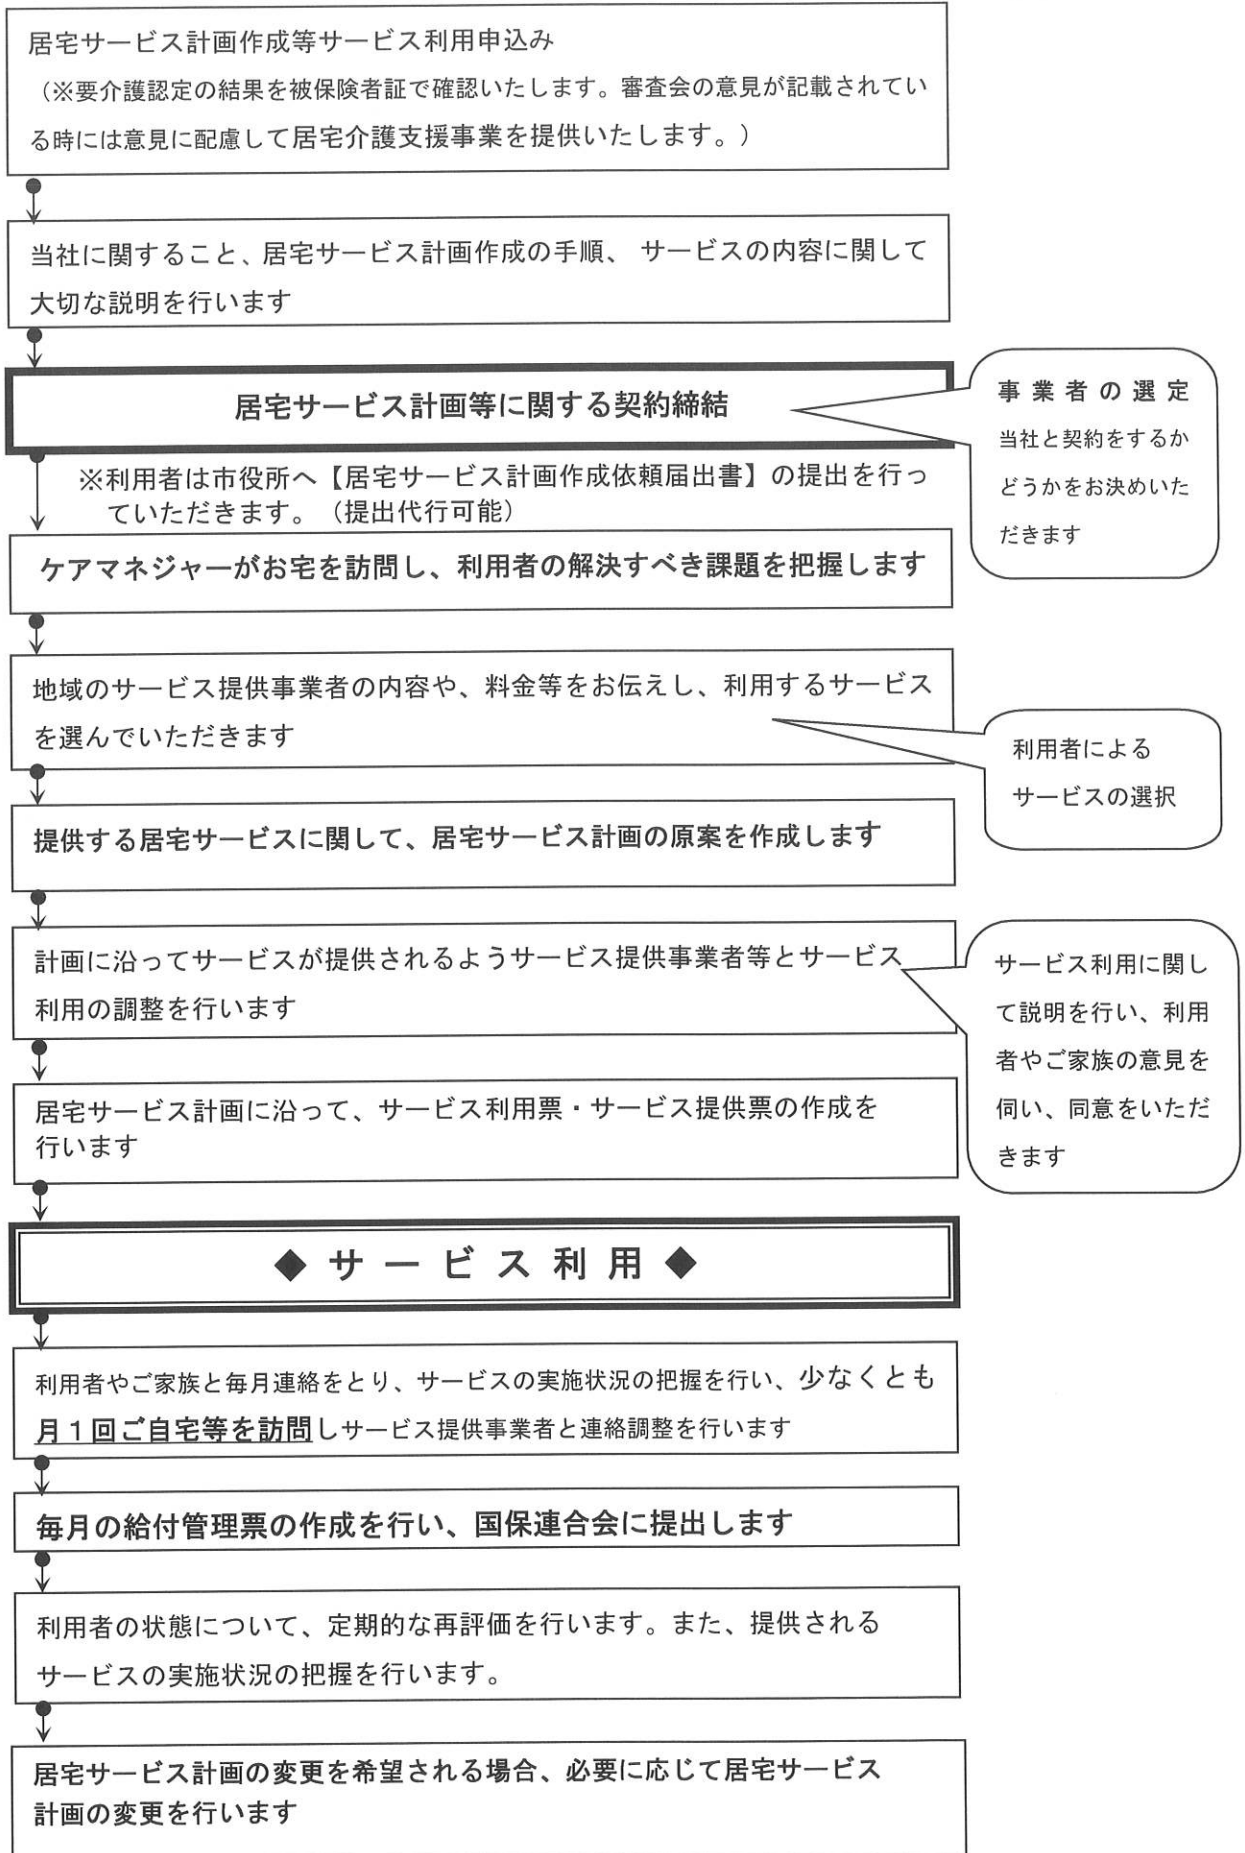 居宅サービス計画作成等サービス利用申込み
（※要介護認定の結果を被保険者証で確認いたします。審査会の意見が記載されてい
る時には意見に配慮して居宅介護支援事業を提供いたします。）
当社に関すること、居宅サービス計画作成の手順、 サービスの内容に関して
大切な説明を行います
居宅サービス計画等に関する契約締結
事業者の選定
当社と契約をするか
どうかをお決めいた
だきます
※利用者は市役所へ【居宅サービス計画作成依頼届出書】の提出を行っ
ていただきます。（提出代行可能）
ケアマネジャーがお宅を訪問し、利用者の解決すべき課題を把握します
地域のサービス提供事業者の内容や、料金等をお伝えし、利用するサービス
を選んでいただきます
利用者による
サービスの選択
提供する居宅サービスに関して、居宅サービス計画の原案を作成します
計画に沿ってサービスが提供されるようサービス提供事業者等とサービス
利用の調整を行います
サービス利用に関し
て説明を行い、利用
者やご家族の意見を
伺い、同意をいただ
きます
居宅サービス計画に沿って、サービス利用票・サービス提供票の作成を
行います
◆サービス利用◆
利用者やご家族と毎月連絡をとり、サービスの実施状況の把握を行い、少なくとも
月１回ご自宅等を訪問しサービス提供事業者と連絡調整を行います
毎月の給付管理票の作成を行い、国保連合会に提出します
利用者の状態について、定期的な再評価を行います。また、提供される
サービスの実施状況の把握を行います。
居宅サービス計画の変更を希望される場合、必要に応じて居宅サービス
計画の変更を行います